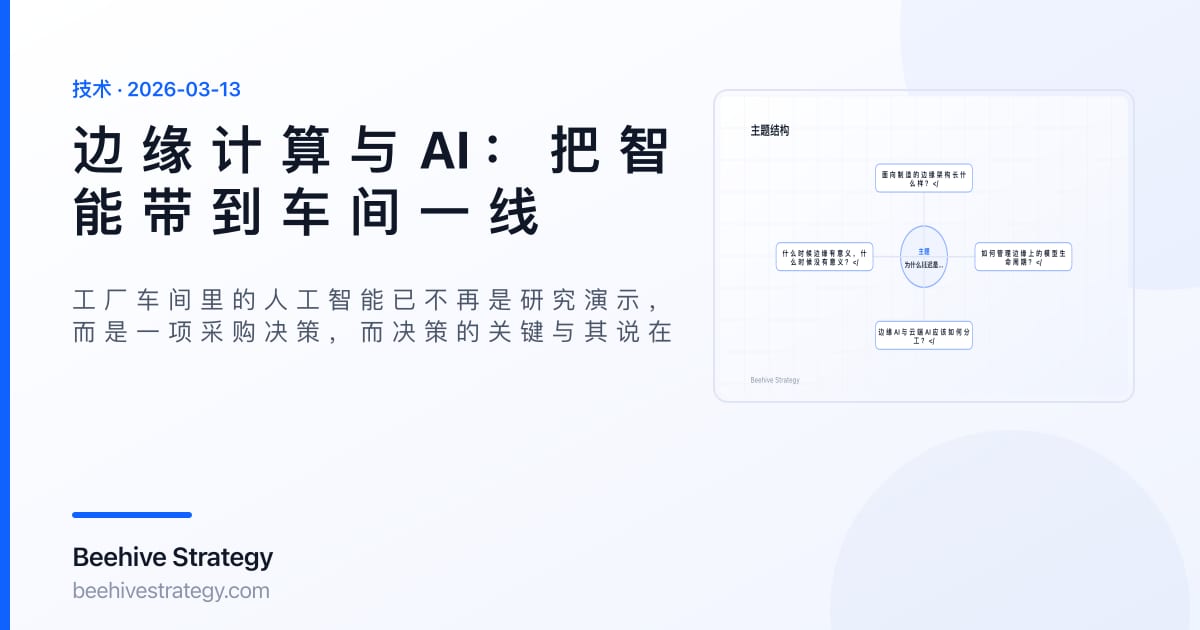 技术 · 2026-03-13
边缘计算与 AI： 把智
能带到车间一线
工厂车间里的人工智能已不再是研究演示，
而是一项采购决策，而决策的关键与其说在
主题结构
面向制造的边缘架构长什
么样？</
什么时候边缘有意义，什
么时候没有意义？</
主题
为什么延迟是...
如何管理边缘上的模型生
命周期？</
边缘 AI 与云端 AI 应该如何分
工？</
Beehive Strategy
Beehive Strategy
beehivestrategy.com